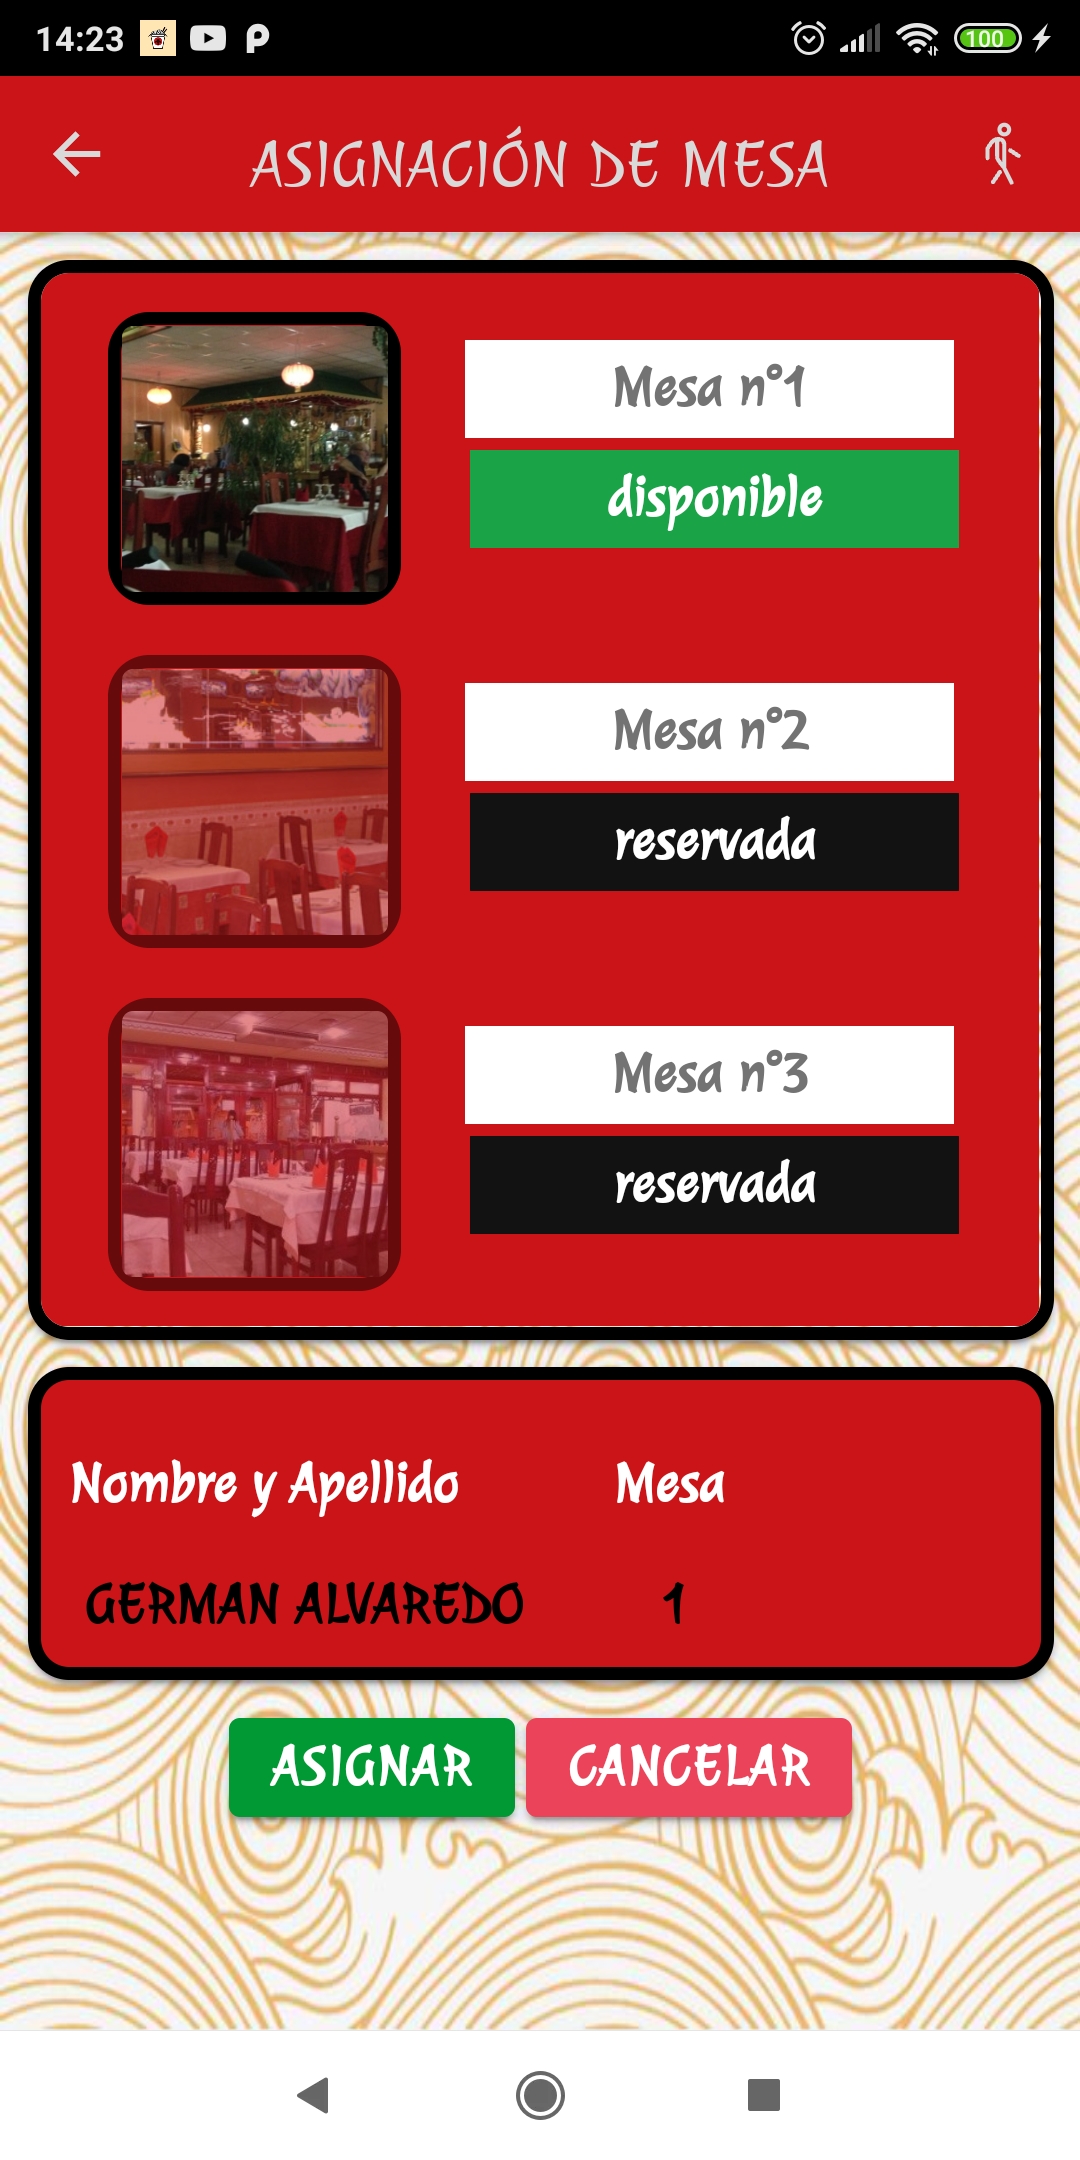 14:23
100
ASIGNACIÓN DE MESA
Mesa n°1
disponible
Mesa n°2
reservada
Mesa n°3
reservada
Nombre y Apellido Mesa
GERMAN ALVAREDO 1
ASIGNAR CANCELAR